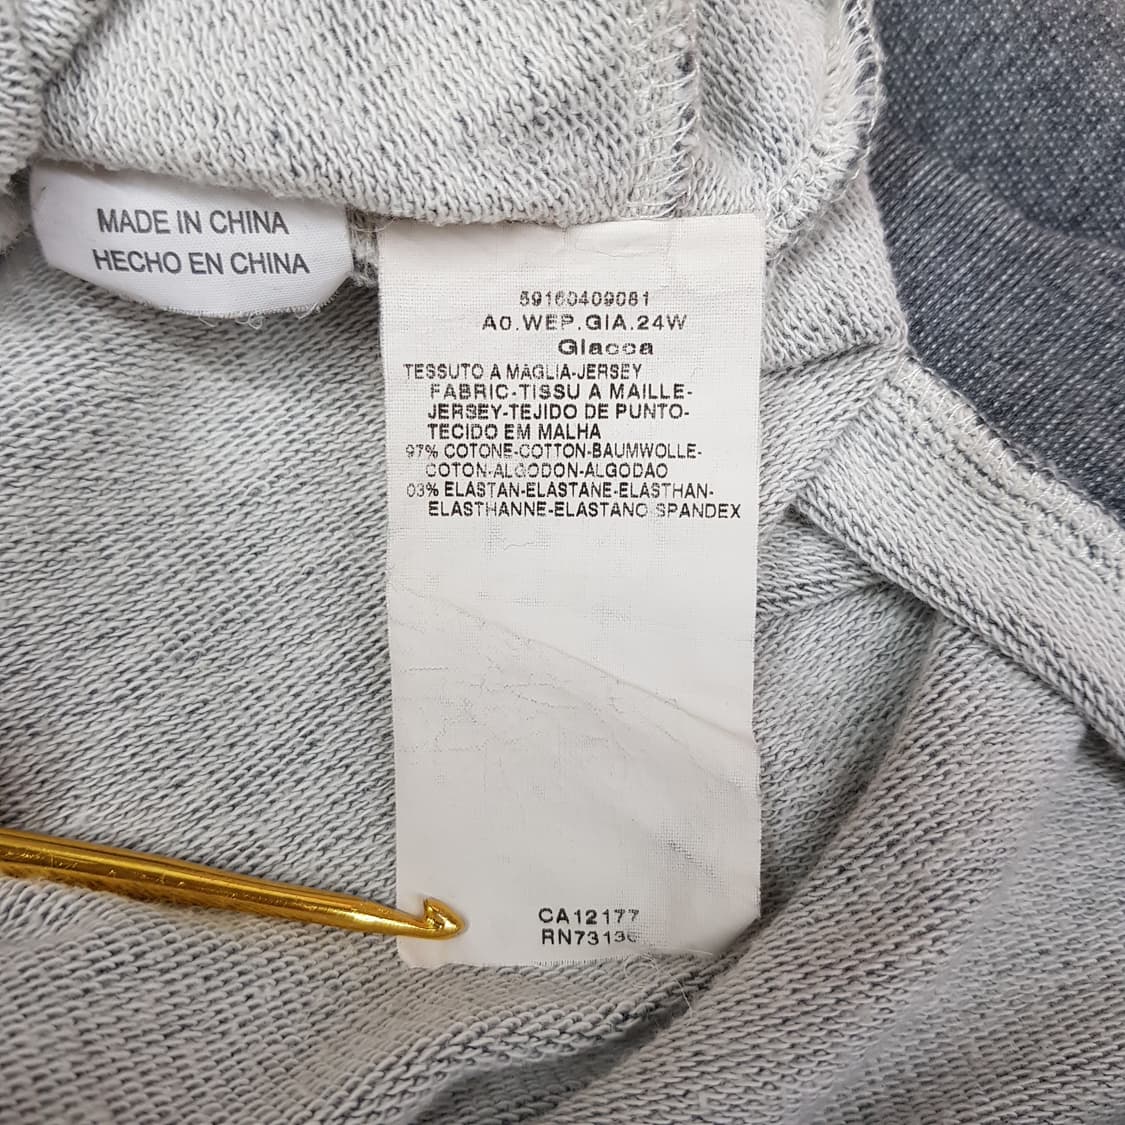 MADE IN CHINA
HECHO EN CHINA
59160409081
A0.WEP.GIA.24W
Giacca
TESSUTO A MAGLIA-JERSEY
FABRIC-TISSU A MAILLE-
JERSEY-TEJIDO DE PUNTO-
TECIDO EM MALHA
97% COTONE-COTTON-BAUMWOLLE-
COTON-ALGODON-ALGODAO
03% ELASTAN-ELASTANE-ELASTHAN-
ELASTHANNE-ELASTANO SPANDEX
CA12177